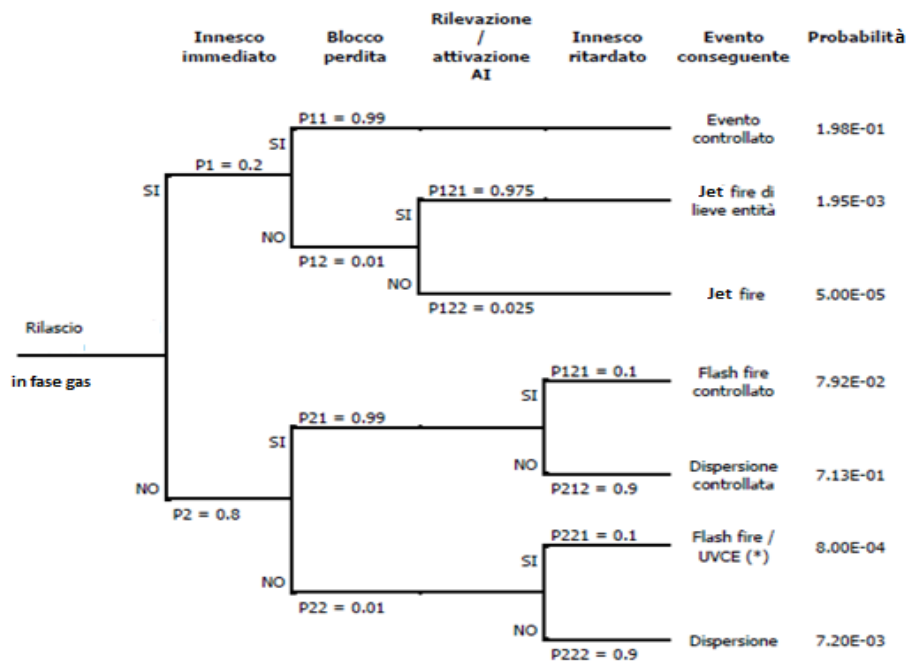 Innesco
immediato
Blocco
perdita
Rilevazione
/
attivazione
AI
Innesco
ritardato
Evento
conseguente
Probabilità
P11 = 0.99
Evento
controllato
1.98E-01
SI
P1 = 0.2
SI
P121 = 0.975
Jet fire di
lieve entità
1.95E-03
SI
NO
P12 = 0.01
NO
P122 = 0.025
Jet fire
5.00E-05
Rilascio
in fase gas
P121 = 0.1
Flash fire
controllato
7.92E-02
SI
P21 = 0.99
SI
NO
P212 = 0.9
Dispersione
controllata
7.13E-01
NO
P2 = 0.8
P221 = 0.1
Flash fire /
UVCE (*)
8.00E-04
SI
NO
P22 = 0.01
NO
P222 = 0.9
Dispersione
7.20E-03